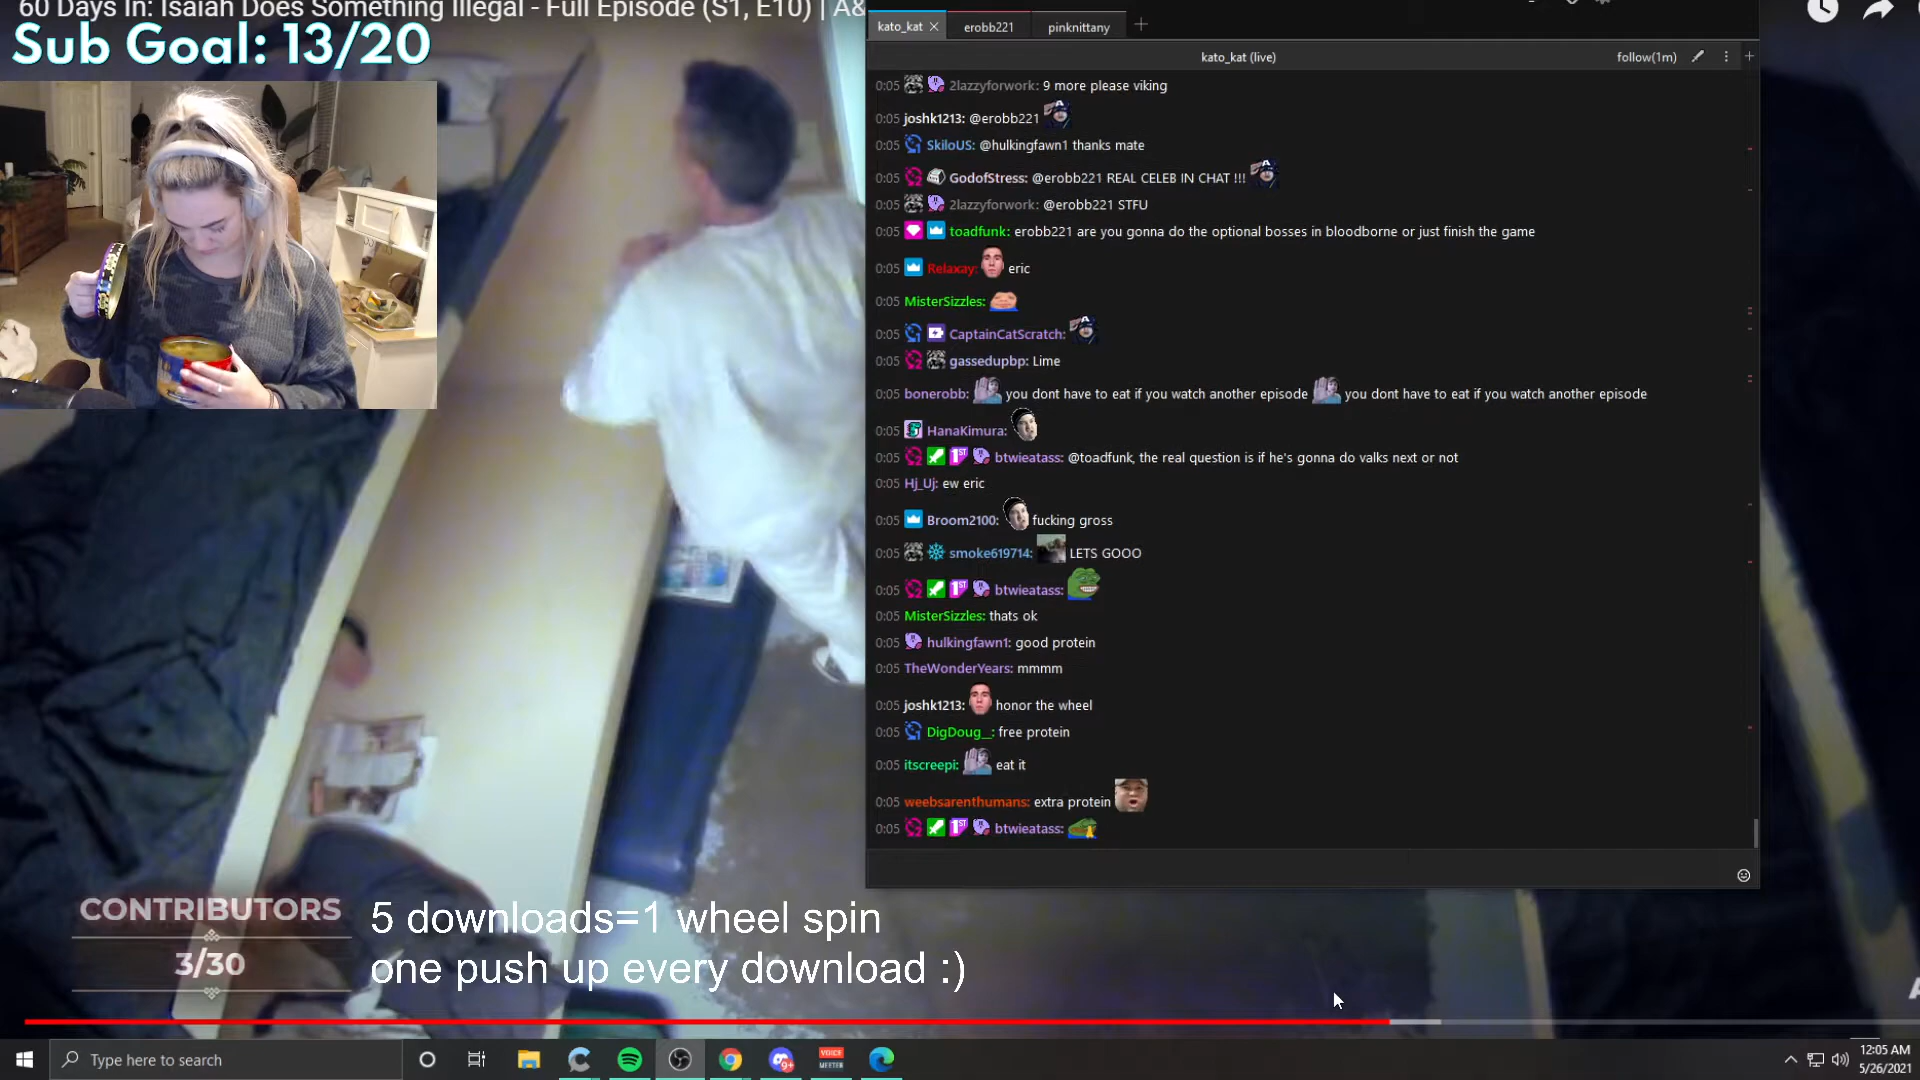 60 Days In: Isaiah Does Something Illegal - Full Episode (S1, E10) | A&
Sub Goal: 13/20
kato_kat
erobb221
pinknittany
kato_kat (live)
follow(1m)
0:05 2lazzyforwork: 9 more please viking
0:05 joshk1213: @erobb221
0:05 SkiloUS: @hulkingfawn1 thanks mate
0:05 GodofStress: @erobb221 REAL CELEB IN CHAT !!!
0:05 2lazzyforwork: @erobb221 STFU
0:05 toadfunk: erobb221 are you gonna do the optional bosses in bloodborne or just finish the game
0:05 Relaxay: eric
0:05 MisterSizzles:
0:05 CaptainCatScratch:
0:05 gassedupbp: Lime
0:05 bonerobb: you dont have to eat if you watch another episode you dont have to eat if you watch another episode
0:05 HanaKimura:
0:05 1ST btwieatass: @toadfunk, the real question is if he's gonna do valks next or not
0:05 Hj_Uj: ew eric
0:05 Broom2100: fucking gross
0:05 smoke619714: LETS GOOO
0:05 1ST btwieatass:
0:05 MisterSizzles: thats ok
0:05 hulkingfawn1: good protein
0:05 TheWonderYears: mmmm
0:05 joshk1213: honor the wheel
0:05 DigDoug__: free protein
0:05 itscreepi: eat it
0:05 weebsarenthumans: extra protein
0:05 1ST btwieatass:
CONTRIBUTORS
3/30
5 downloads=1 wheel spin
one push up every download :)
Type here to search
9+
VOICE
MEETER
12:05 AM
5/26/2021